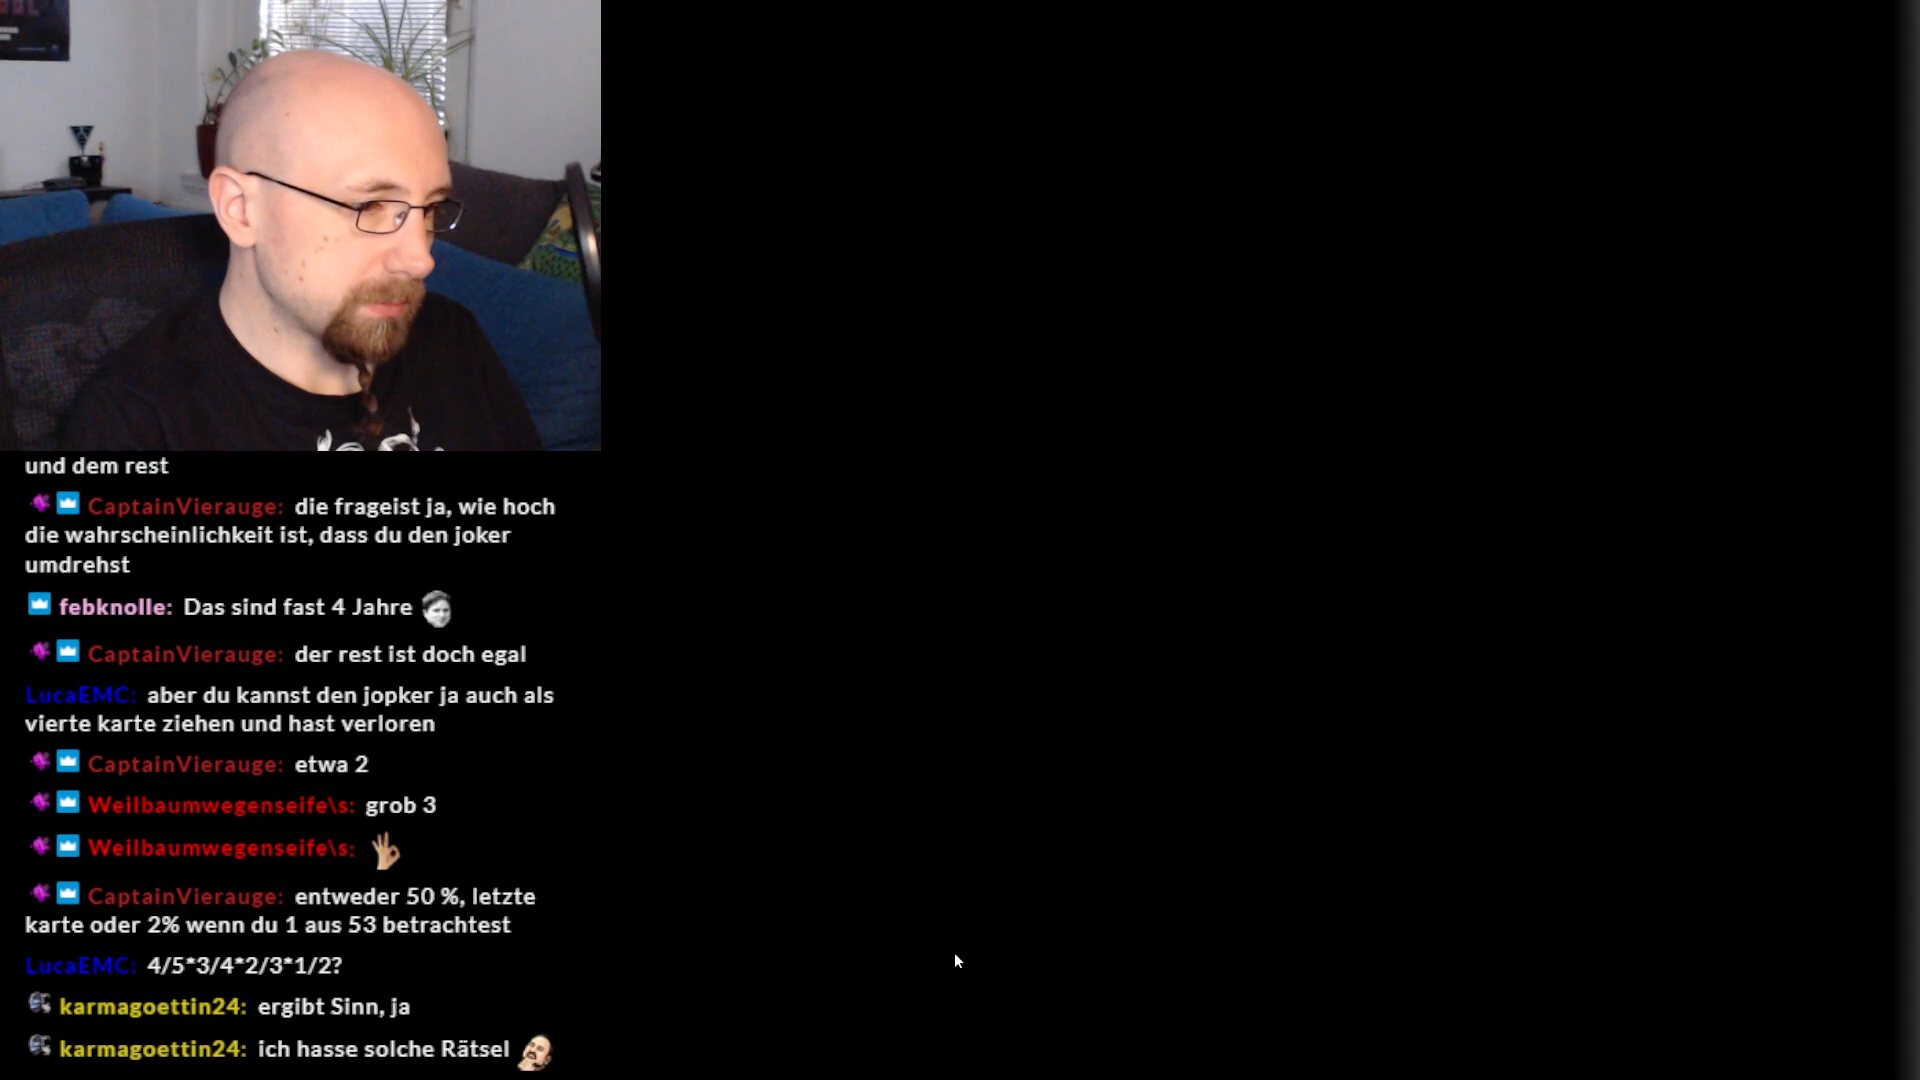 und dem rest
CaptainVierauge: die frageist ja, wie hoch
die wahrscheinlichkeit ist, dass du den joker
umdrehst
febknolle: Das sind fast 4 Jahre
CaptainVierauge: der rest ist doch egal
LucaEMC: aber du kannst den jopker ja auch als
vierte karte ziehen und hast verloren
CaptainVierauge: etwa 2
Weilbaumwegenseife\s: grob 3
Weilbaumwegenseife\s:
CaptainVierauge: entweder 50 %, letzte
karte oder 2% wenn du 1 aus 53 betrachtest
LucaEMC: 4/5*3/4*2/3*1/2?
karmagoettin24: ergibt Sinn, ja
karmagoettin24: ich hasse solche Rätsel